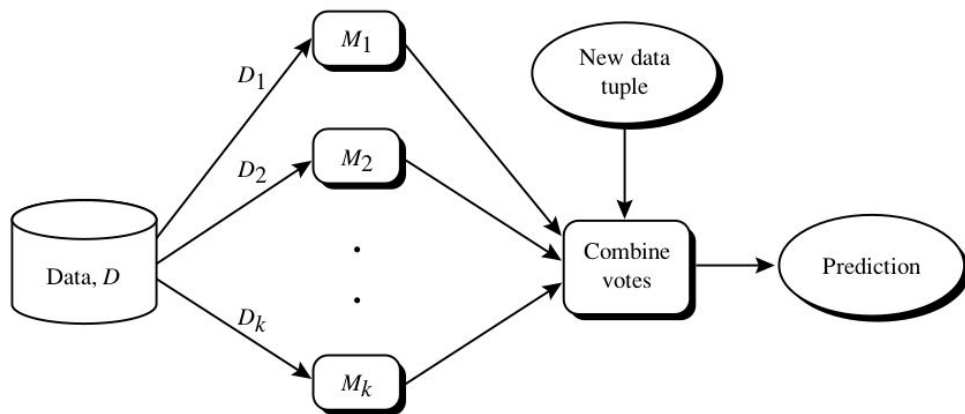 M₁
New data
tuple
D₁
M₂
D₂
Data, D
Combine
votes
Prediction
Dₖ
Mₖ